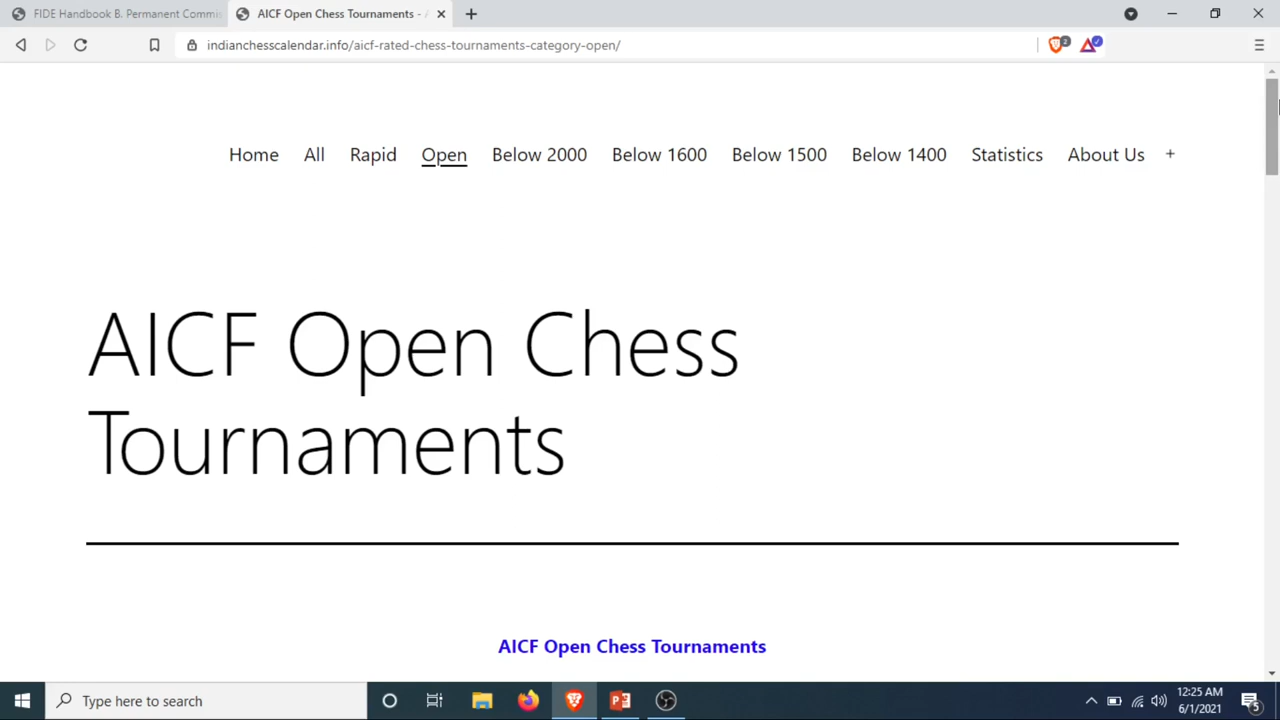 FIDE Handbook B. Permanent Commi
AICF Open Chess Tournaments -
indianchesscalendar.info/aicf-rated-chess-tournaments-category-open/
2
Home All Rapid Open Below 2000 Below 1600 Below 1500 Below 1400 Statistics About Us +
AICF Open Chess
Tournaments
AICF Open Chess Tournaments
Type here to search
12:25 AM
6/1/2021
5